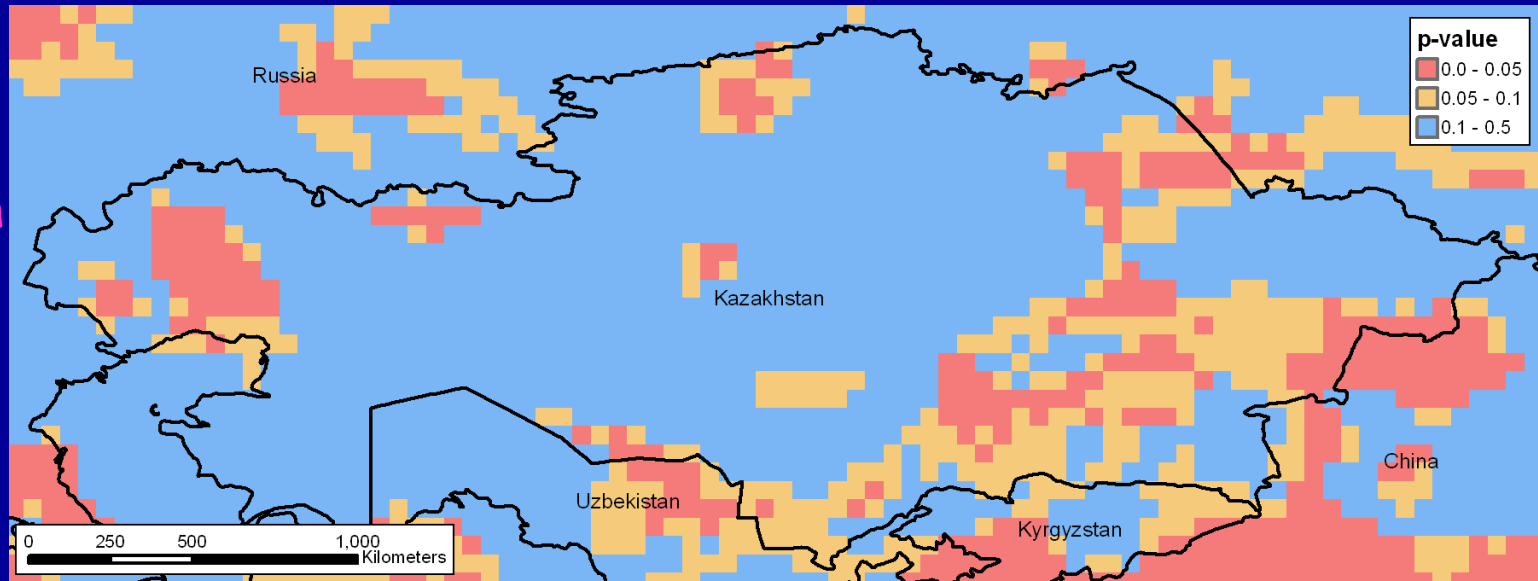 p-value
0.0 - 0.05
0.05 - 0.1
0.1 - 0.5
Russia
Kazakhstan
China
Uzbekistan
Kyrgyzstan
0 250 500 1,000
Kilometers